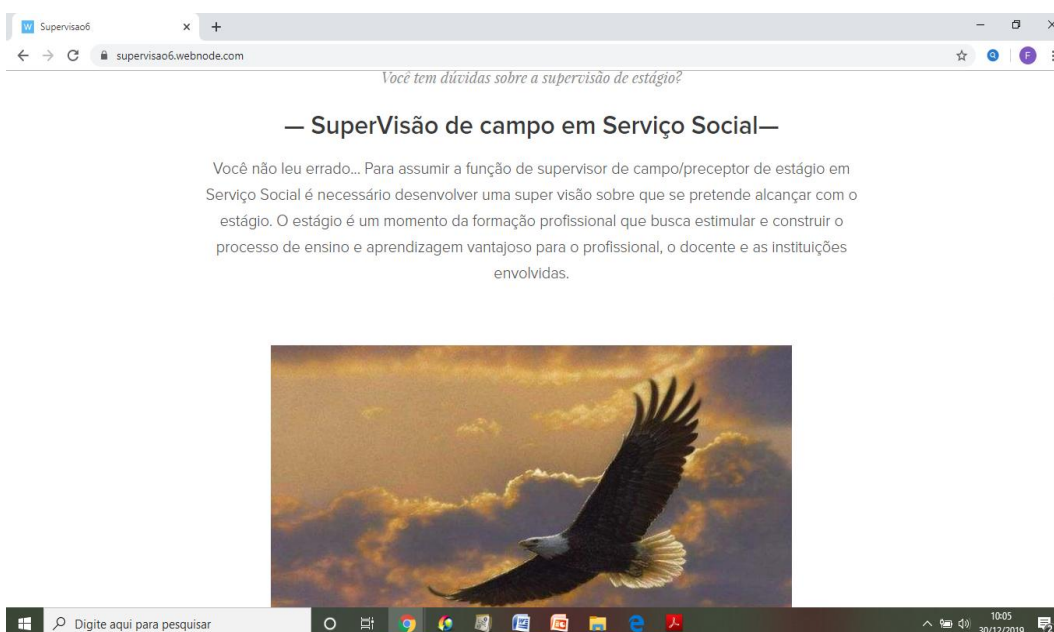 Supervisao6
supervisao6.webnode.com
Você tem dúvidas sobre a supervisão de estágio?
— SuperVisão de campo em Serviço Social—
Você não leu errado... Para assumir a função de supervisor de campo/preceptor de estágio em
Serviço Social é necessário desenvolver uma super visão sobre que se pretende alcançar com o
estágio. O estágio é um momento da formação profissional que busca estimular e construir o
processo de ensino e aprendizagem vantajoso para o profissional, o docente e as instituições
envolvidas.
Digite aqui para pesquisar
10:05
30/12/2019